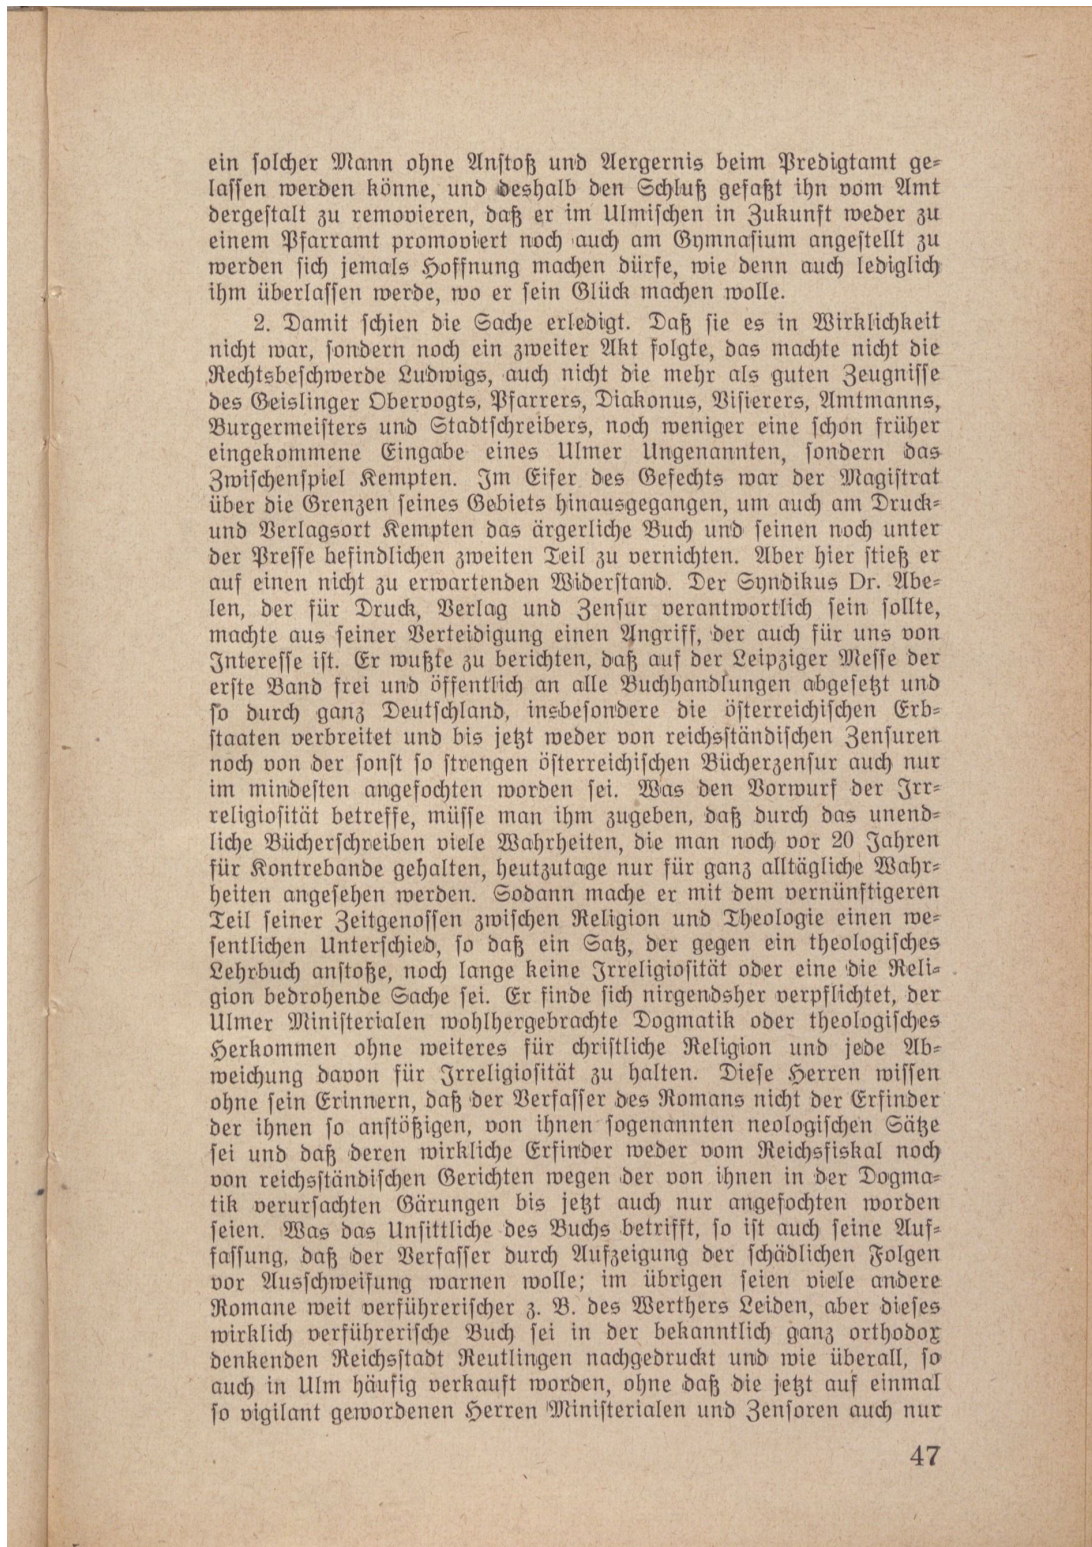 ein solcher Mann ohne Anstoß und Aergernis beim Predigtamt ge-
lassen werden könne, und deshalb den Schluß gefaßt ihn vom Amt
dergestalt zu removieren, daß er im Ulmischen in Zukunft weder zu
einem Pfarramt promoviert noch auch am Gymnasium angestellt zu
werden sich jemals Hoffnung machen dürfe, wie denn auch lediglich
ihm überlassen werde, wo er sein Glück machen wolle.
2. Damit schien die Sache erledigt. Daß sie es in Wirklichkeit
nicht war, sondern noch ein zweiter Akt folgte, das machte nicht die
Rechtsbeschwerde Ludwigs, auch nicht die mehr als guten Zeugnisse
des Geislinger Obervogts, Pfarrers, Diakonus, Visierers, Amtmanns,
Burgermeisters und Stadtschreibers, noch weniger eine schon früher
eingekommene Eingabe eines Ulmer Ungenannten, sondern das
Zwischenspiel Kempten. Im Eifer des Gefechts war der Magistrat
über die Grenzen seines Gebiets hinausgegangen, um auch am Druck-
und Verlagsort Kempten das ärgerliche Buch und seinen noch unter
der Presse befindlichen zweiten Teil zu vernichten. Aber hier stieß er
auf einen nicht zu erwartenden Widerstand. Der Syndikus Dr. Abe-
len, der für Druck, Verlag und Zensur verantwortlich sein sollte,
machte aus seiner Verteidigung einen Angriff, der auch für uns von
Interesse ist. Er wußte zu berichten, daß auf der Leipziger Messe der
erste Band frei und öffentlich an alle Buchhandlungen abgesetzt und
so durch ganz Deutschland, insbesondere die österreichischen Erb-
staaten verbreitet und bis jetzt weder von reichsständischen Zensuren
noch von der sonst so strengen österreichischen Bücherzensur auch nur
im mindesten angefochten worden sei. Was den Vorwurf der Irr-
religiosität betreffe, müsse man ihm zugeben, daß durch das unend-
liche Bücherschreiben viele Wahrheiten, die man noch vor 20 Jahren
für Kontrebande gehalten, heutzutage nur für ganz alltägliche Wahr-
heiten angesehen werden. Sodann mache er mit dem vernünftigeren
Teil seiner Zeitgenossen zwischen Religion und Theologie einen we-
sentlichen Unterschied, so daß ein Satz, der gegen ein theologisches
Lehrbuch anstoße, noch lange keine Irreligiosität oder eine die Reli-
gion bedrohende Sache sei. Er finde sich nirgendsher verpflichtet, der
Ulmer Ministerialen wohlhergebrachte Dogmatik oder theologisches
Herkommen ohne weiteres für christliche Religion und jede Ab-
weichung davon für Irreligiosität zu halten. Diese Herren wissen
ohne sein Erinnern, daß der Verfasser des Romans nicht der Erfinder
der ihnen so anstößigen, von ihnen sogenannten neologischen Sätze
sei und daß deren wirkliche Erfinder weder vom Reichsfiskal noch
von reichsständischen Gerichten wegen der von ihnen in der Dogma-
tik verursachten Gärungen bis jetzt auch nur angefochten worden
seien. Was das Unsittliche des Buchs betrifft, so ist auch seine Auf-
fassung, daß der Verfasser durch Aufzeigung der schädlichen Folgen
vor Ausschweifung warnen wolle; im übrigen seien viele andere
Romane weit verführerischer z. B. des Werthers Leiden, aber dieses
wirklich verführerische Buch sei in der bekanntlich ganz orthodox
denkenden Reichsstadt Reutlingen nachgedruckt und wie überall, so
auch in Ulm häufig verkauft worden, ohne daß die jetzt auf einmal
so vigilant gewordenen Herren Ministerialen und Zensoren auch nur
47